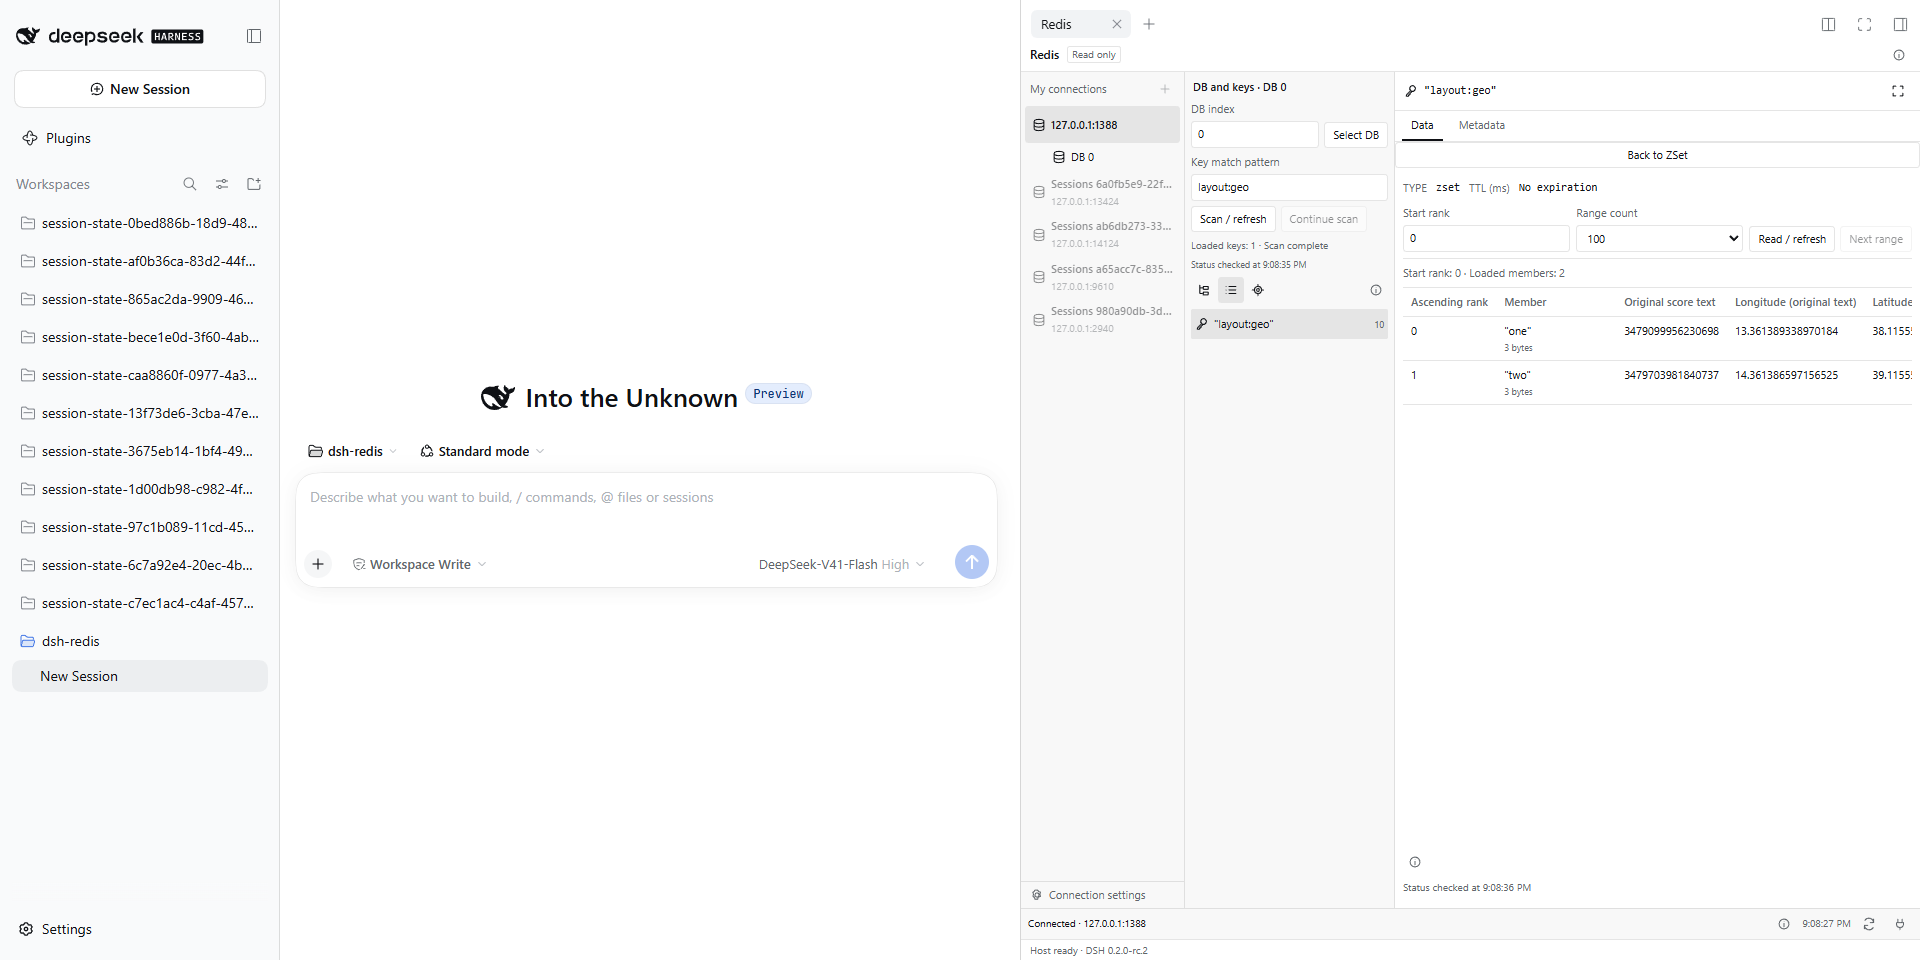 deepseek HARNESS
New Session
Plugins
Workspaces
session-state-0bed886b-18d9-48...
session-state-af0b36ca-83d2-44f...
session-state-865ac2da-9909-46...
session-state-bece1e0d-3f60-4ab...
session-state-caa8860f-0977-4a3...
session-state-13f73de6-3cba-47e...
session-state-3675eb14-1bf4-49...
session-state-1d00db98-c982-4f...
session-state-97c1b089-11cd-45...
session-state-6c7a92e4-20ec-4b...
session-state-c7ec1ac4-c4af-457...
dsh-redis
New Session
Settings
Into the Unknown Preview
dsh-redis Standard mode
Describe what you want to build, / commands, @ files or sessions
Workspace Write DeepSeek-V41-Flash High
Redis
Redis Read only
My connections
127.0.0.1:1388
DB 0
Sessions 6a0fb5e9-22f...
127.0.0.1:13424
Sessions ab6db273-33...
127.0.0.1:14124
Sessions a65acc7c-835...
127.0.0.1:9610
Sessions 980a90db-3d...
127.0.0.1:2940
Connection settings
DB and keys · DB 0
DB index
0 Select DB
Key match pattern
layout:geo
Scan / refresh Continue scan
Loaded keys: 1 · Scan complete
Status checked at 9:08:35 PM
"layout:geo" 10
"layout:geo"
Data Metadata
Back to ZSet
TYPE zset TTL (ms) No expiration
Start rank Range count
0 100 Read / refresh Next range
Start rank: 0 · Loaded members: 2
Ascending rank Member Original score text Longitude (original text) Latitude
0 "one" 3479099956230698 13.361389338970184 38.1155
3 bytes
1 "two" 3479703981840737 14.361386597156525 39.1155
3 bytes
Status checked at 9:08:36 PM
Connected · 127.0.0.1:1388 9:08:27 PM
Host ready · DSH 0.2.0-rc.2